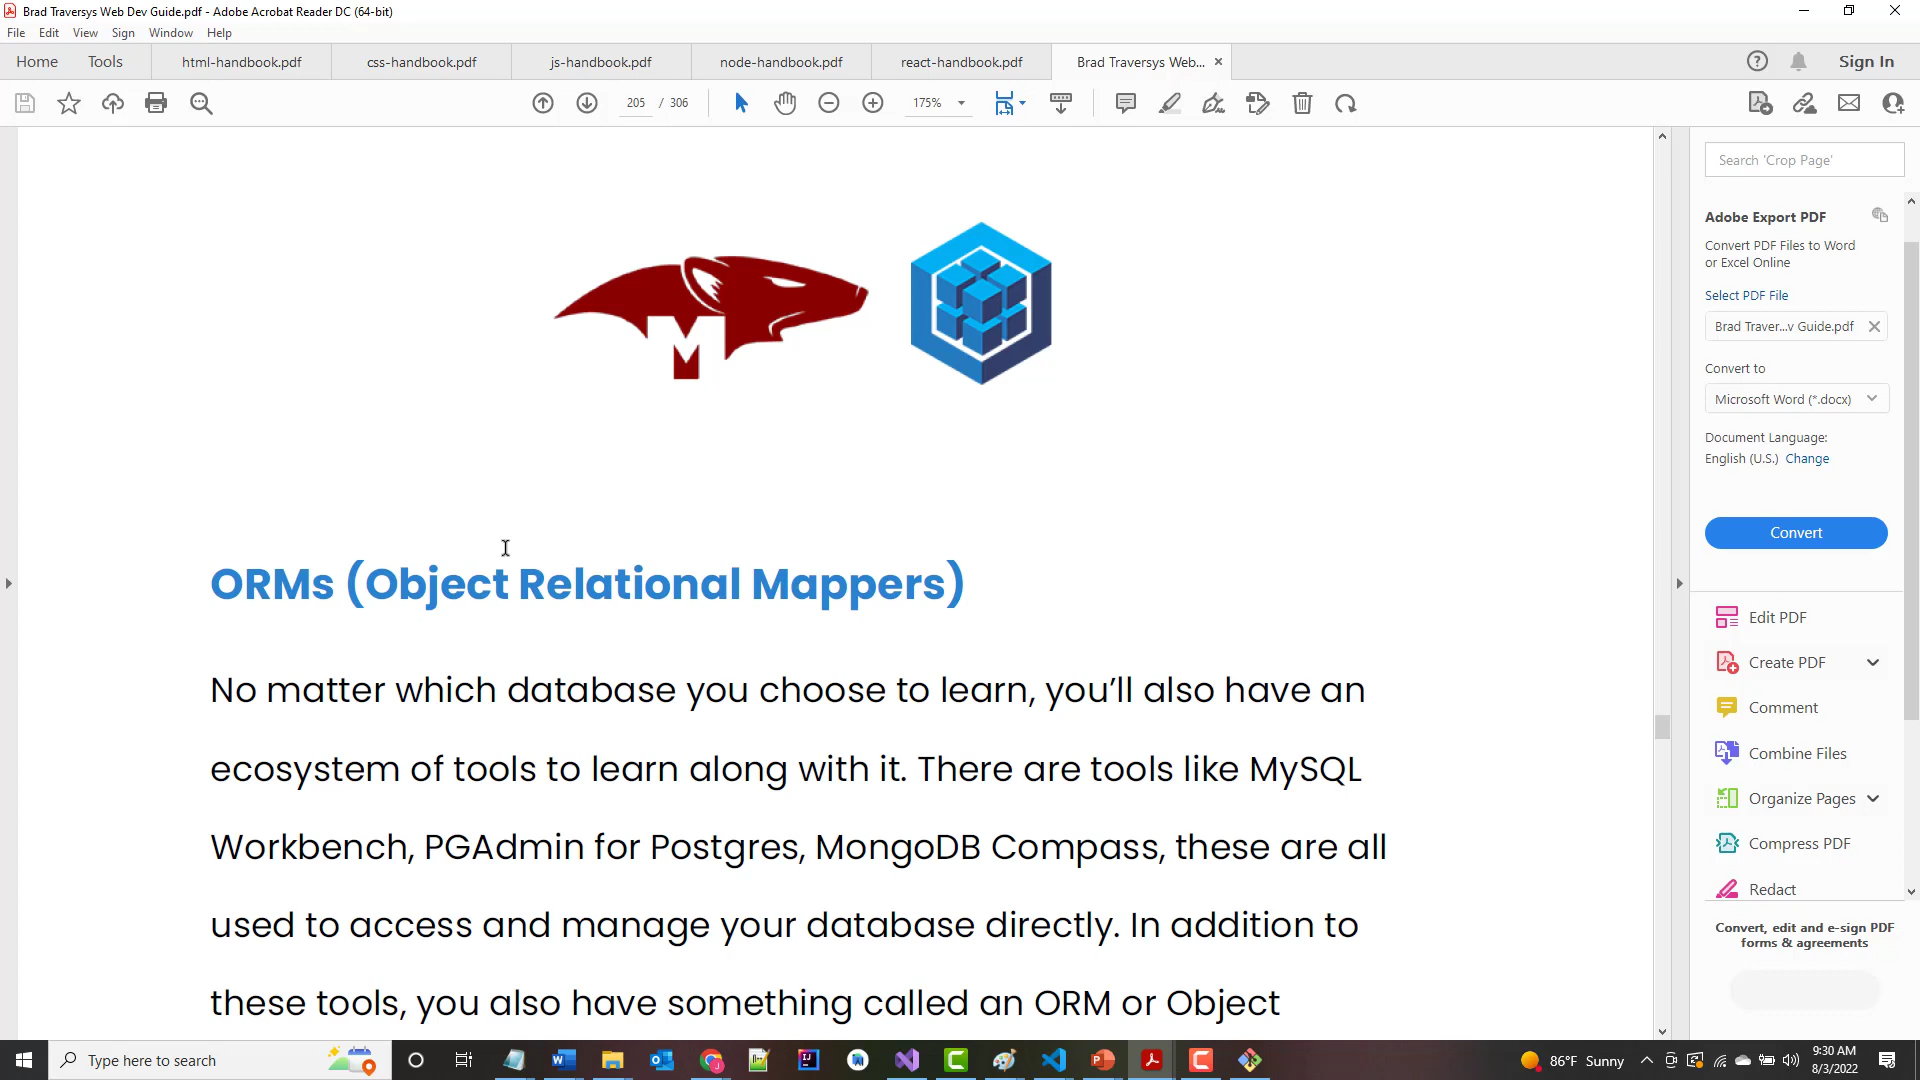 Brad Traversys Web Dev Guide.pdf - Adobe Acrobat Reader DC (64-bit)
File Edit View Sign Window Help
Home Tools html-handbook.pdf css-handbook.pdf js-handbook.pdf node-handbook.pdf react-handbook.pdf Brad Traversys Web... Sign In
205 / 306 175%
Search 'Crop Page'
Adobe Export PDF
Convert PDF Files to Word
or Excel Online
Select PDF File
Brad Traver...v Guide.pdf
Convert to
Microsoft Word (*.docx)
Document Language:
English (U.S.) Change
Convert
Edit PDF
Create PDF
Comment
Combine Files
Organize Pages
Compress PDF
Redact
Convert, edit and e-sign PDF
forms & agreements
M
ORMs (Object Relational Mappers)
No matter which database you choose to learn, you’ll also have an
ecosystem of tools to learn along with it. There are tools like MySQL
Workbench, PGAdmin for Postgres, MongoDB Compass, these are all
used to access and manage your database directly. In addition to
these tools, you also have something called an ORM or Object
Type here to search
86°F Sunny
9:30 AM
8/3/2022